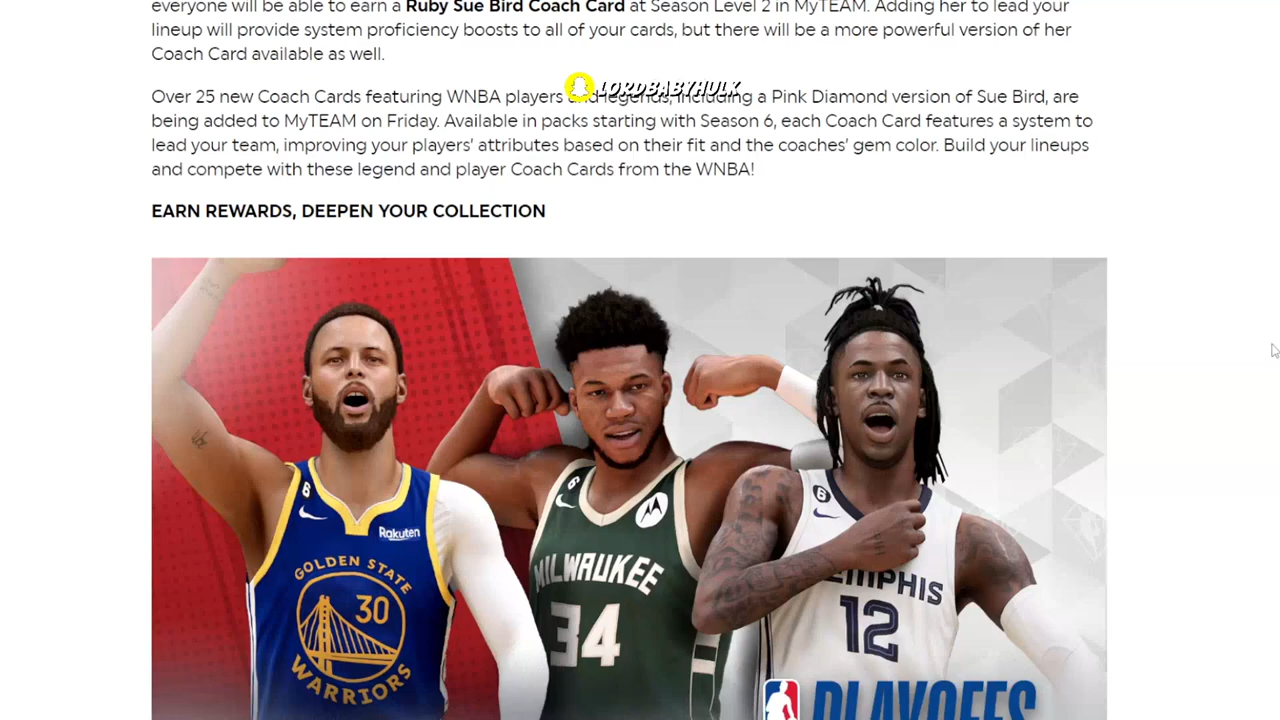 everyone will be able to earn a Ruby Sue Bird Coach Card at Season Level 2 in MyTEAM. Adding her to lead your
lineup will provide system proficiency boosts to all of your cards, but there will be a more powerful version of her
Coach Card available as well.
LORDBABYHULK
Over 25 new Coach Cards featuring WNBA players and legends, including a Pink Diamond version of Sue Bird, are
being added to MyTEAM on Friday. Available in packs starting with Season 6, each Coach Card features a system to
lead your team, improving your players' attributes based on their fit and the coaches' gem color. Build your lineups
and compete with these legend and player Coach Cards from the WNBA!
EARN REWARDS, DEEPEN YOUR COLLECTION
6
Rakuten
GOLDEN STATE
30
WARRIORS
6
MILWAUKEE
34
6
MEMPHIS
12
PLAYOFFS